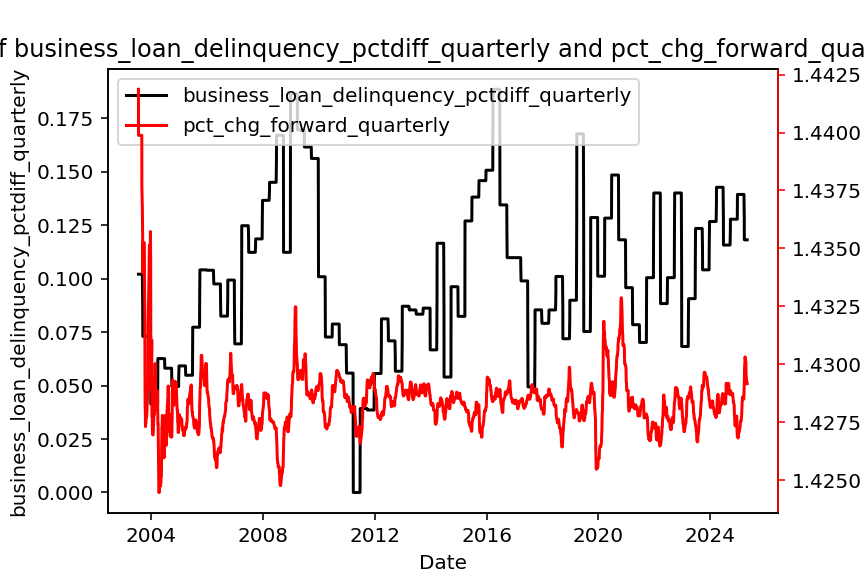 f business_loan_delinquency_pctdiff_quarterly and pct_chg_forward_qua
business_loan_delinquency_pctdiff_quarterly
pct_chg_forward_quarterly
business_loan_delinquency_pctdiff_quarterly
0.175
0.150
0.125
0.100
0.075
0.050
0.025
0.000
1.4425
1.4400
1.4375
1.4350
1.4325
1.4300
1.4275
1.4250
2004 2008 2012 2016 2020 2024
Date